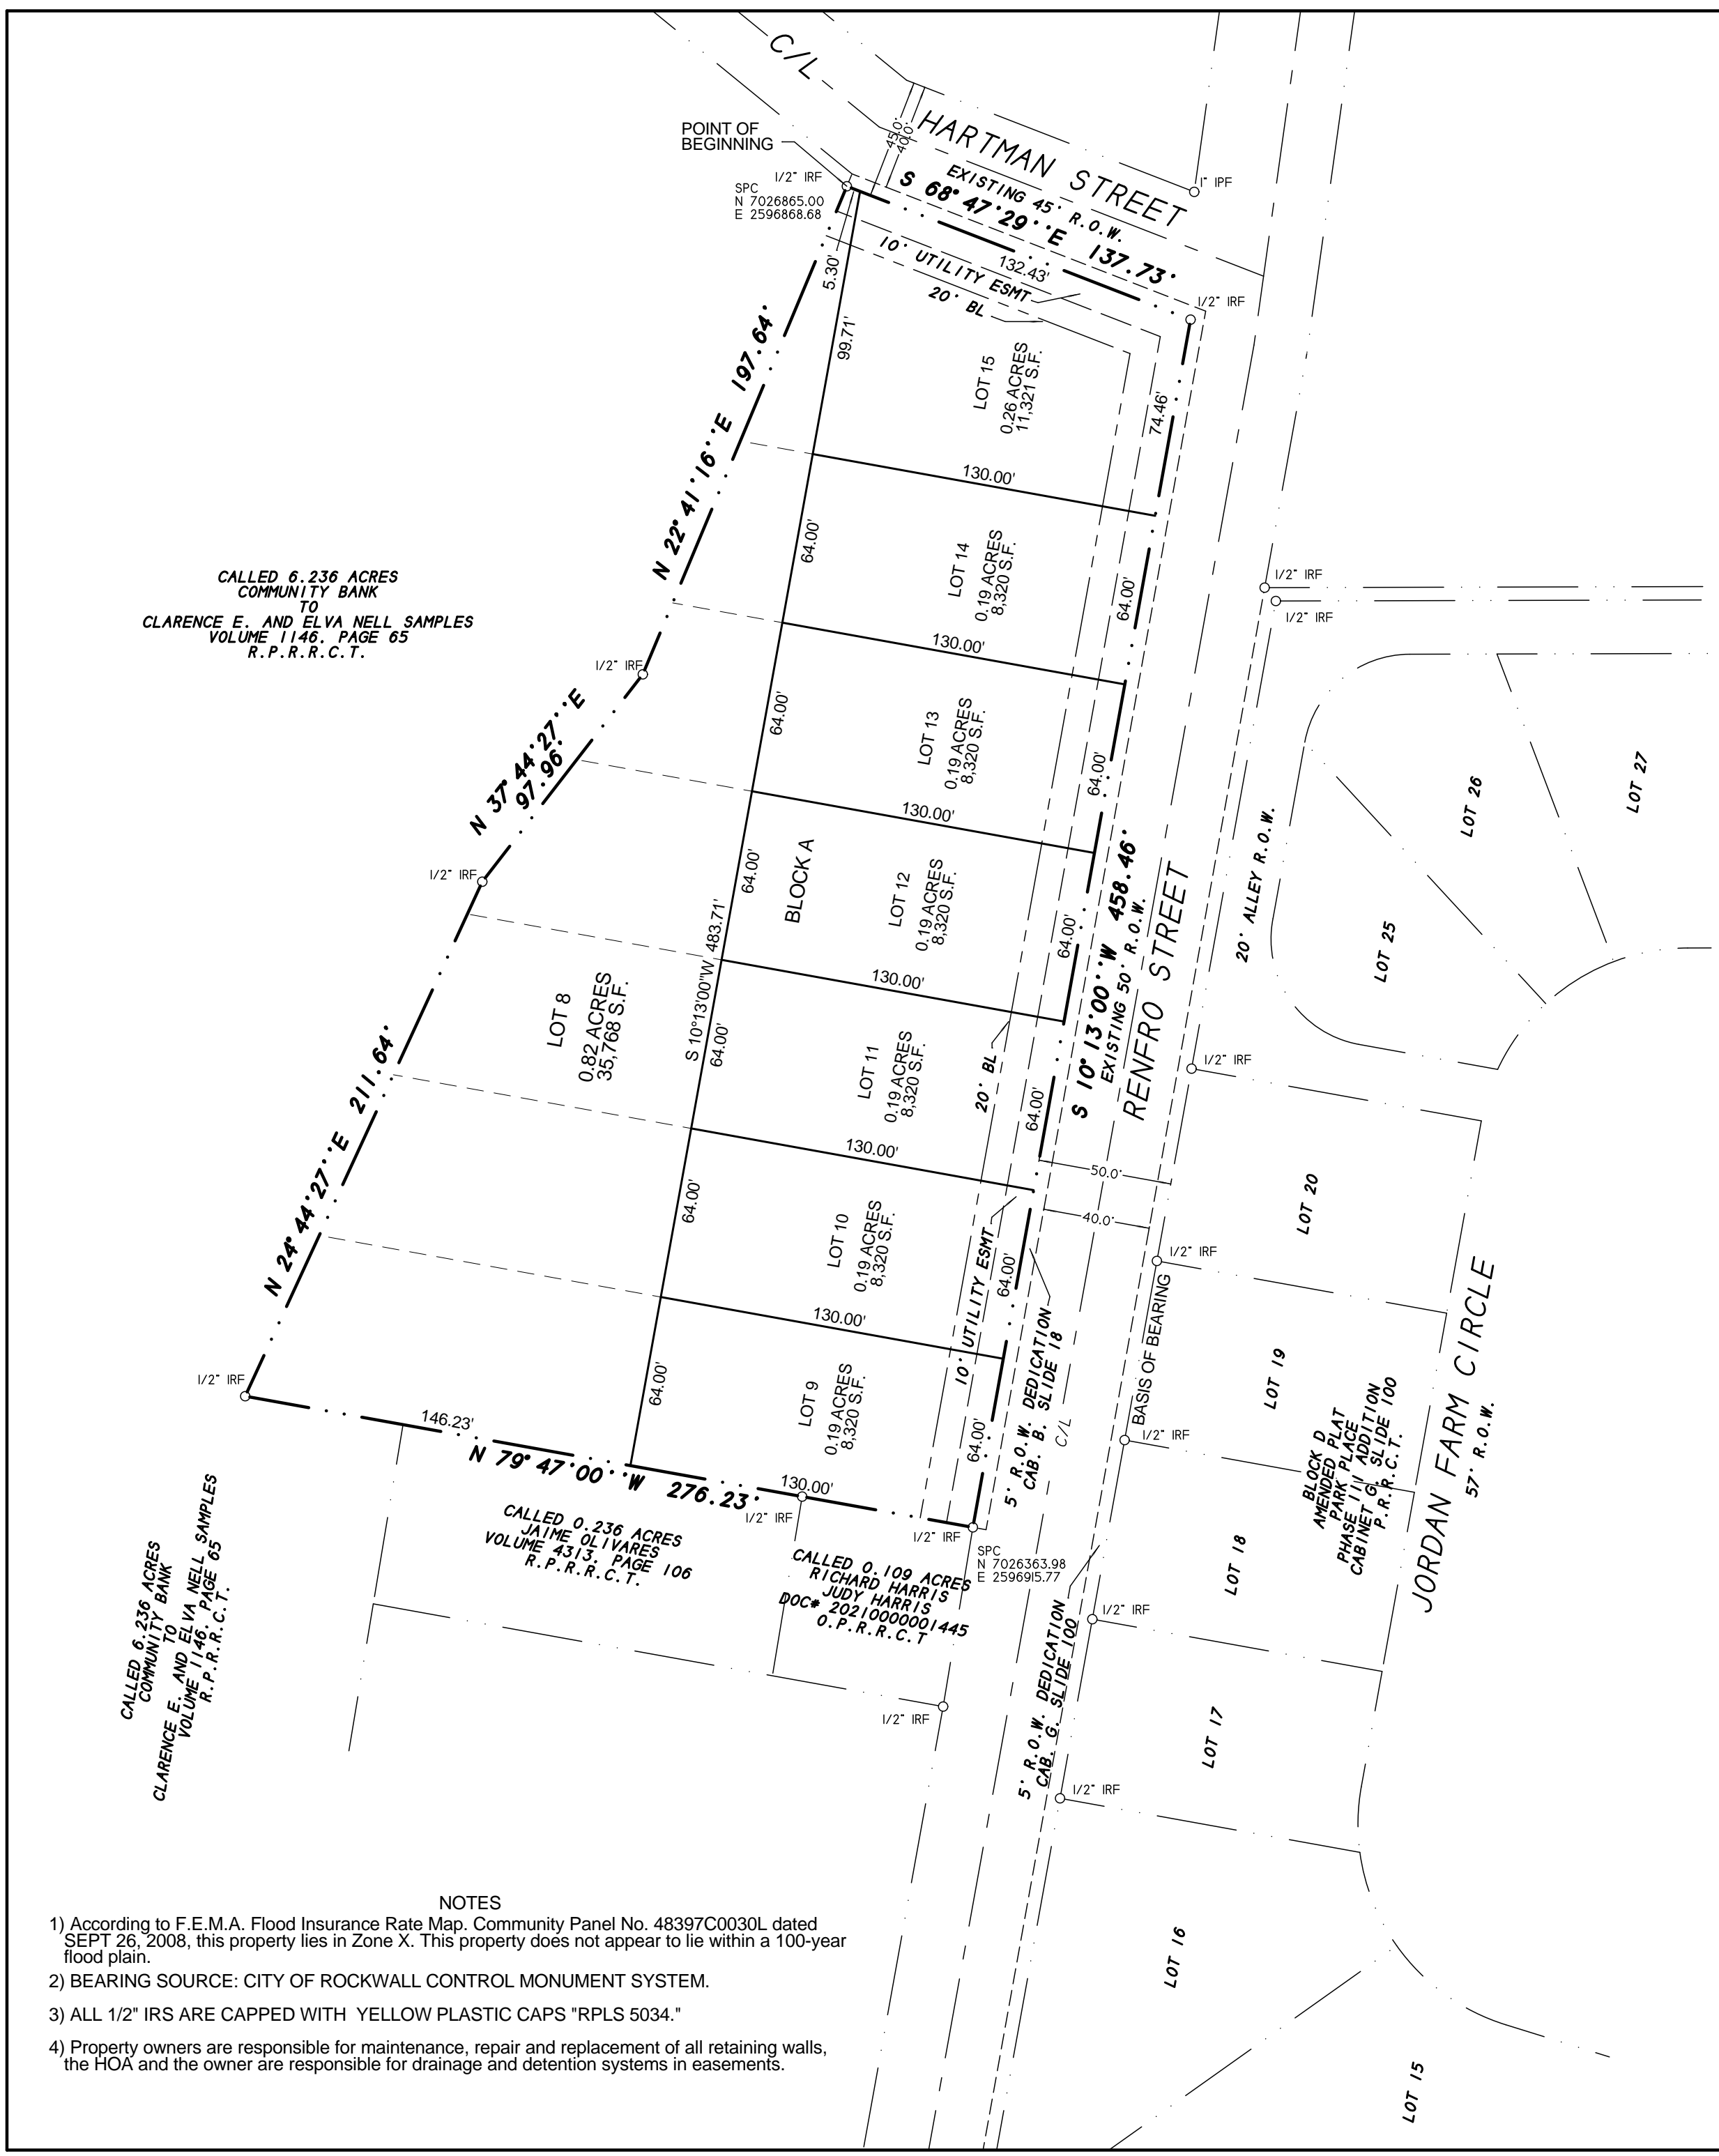 C/L
HARTMAN STREET
POINT OF
BEGINNING
45.0'
40.0'
1/2" IRF
SPC
N 7026865.00
E 2596868.68
1" IPF
EXISTING 45' R.O.W.
S 68°47'29''E 137.73'
132.43'
10' UTILITY ESMT
20' BL
1/2" IRF
5.30'
99.71'
N 22°41'16''E 197.64'
LOT 15
0.26 ACRES
11,321 S.F.
74.46'
130.00'
64.00'
LOT 14
0.19 ACRES
8,320 S.F.
64.00'
130.00'
1/2" IRF
1/2" IRF
CALLED 6.236 ACRES
COMMUNITY BANK
TO
CLARENCE E. AND ELVA NELL SAMPLES
VOLUME 1146, PAGE 65
R.P.R.R.C.T.
1/2" IRF
64.00'
LOT 13
0.19 ACRES
8,320 S.F.
64.00'
130.00'
N 37°44'27''E
97.96'
1/2" IRF
64.00'
BLOCK A
LOT 12
0.19 ACRES
8,320 S.F.
64.00'
130.00'
S 10°13'00''W 458.46'
EXISTING 50' R.O.W.
RENFRO STREET
20' ALLEY R.O.W.
LOT 27
LOT 26
LOT 25
LOT 8
0.82 ACRES
35,768 S.F.
S 10°13'00"W 483.71'
64.00'
LOT 11
0.19 ACRES
8,320 S.F.
20' BL
64.00'
130.00'
1/2" IRF
50.0'
40.0'
N 24°44'27''E 211.64'
64.00'
LOT 10
0.19 ACRES
8,320 S.F.
64.00'
130.00'
10' UTILITY ESMT
LOT 20
1/2" IRF
BASIS OF BEARING
5' R.O.W. DEDICATION
CAB. B. SLIDE 18
C/L
1/2" IRF
64.00'
LOT 9
0.19 ACRES
8,320 S.F.
64.00'
146.23'
N 79°47'00''W 276.23'
130.00'
1/2" IRF
1/2" IRF
LOT 19
1/2" IRF
BLOCK D
AMENDED PLAT
PARK PLACE
PHASE III ADDITION
CABINET G, SLIDE 100
P.R.R.C.T.
JORDAN FARM CIRCLE
57' R.O.W.
CALLED 0.236 ACRES
JAIME OLIVARES
VOLUME 4313, PAGE 106
R.P.R.R.C.T.
CALLED 0.109 ACRES
RICHARD HARRIS
JUDY HARRIS
DOC# 20210000001445
O.P.R.R.C.T
SPC
N 7026363.98
E 2596915.77
LOT 18
1/2" IRF
5' R.O.W. DEDICATION
CAB. G. SLIDE 100
CALLED 6.236 ACRES
COMMUNITY BANK
TO
CLARENCE E. AND ELVA NELL SAMPLES
VOLUME 1146, PAGE 65
R.P.R.R.C.T.
1/2" IRF
LOT 17
1/2" IRF
LOT 16
LOT 15
NOTES
1) According to F.E.M.A. Flood Insurance Rate Map. Community Panel No. 48397C0030L dated
SEPT 26, 2008, this property lies in Zone X. This property does not appear to lie within a 100-year
flood plain.
2) BEARING SOURCE: CITY OF ROCKWALL CONTROL MONUMENT SYSTEM.
3) ALL 1/2" IRS ARE CAPPED WITH YELLOW PLASTIC CAPS "RPLS 5034."
4) Property owners are responsible for maintenance, repair and replacement of all retaining walls,
the HOA and the owner are responsible for drainage and detention systems in easements.